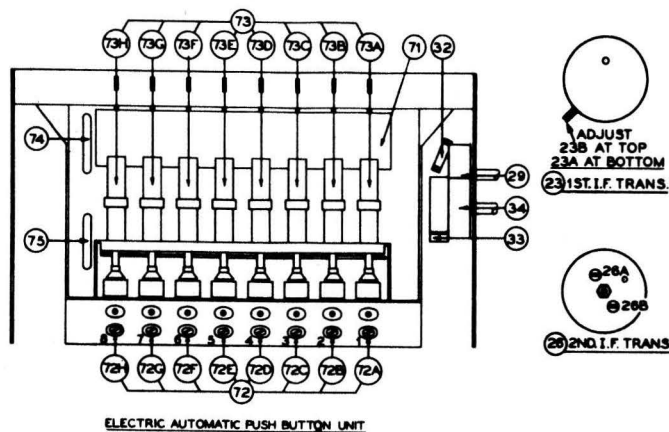 73
73H 73G 73F 73E 73D 73C 73B 73A 71 32
74
29
34
33
75
ADJUST
23B AT TOP
23A AT BOTTOM
23 1ST. I.F. TRANS.
26A
26B
26 2ND. I.F. TRANS
8 7 6 5 4 3 2 1
72H 72G 72F 72E 72D 72C 72B 72A
72
ELECTRIC AUTOMATIC PUSH BUTTON UNIT